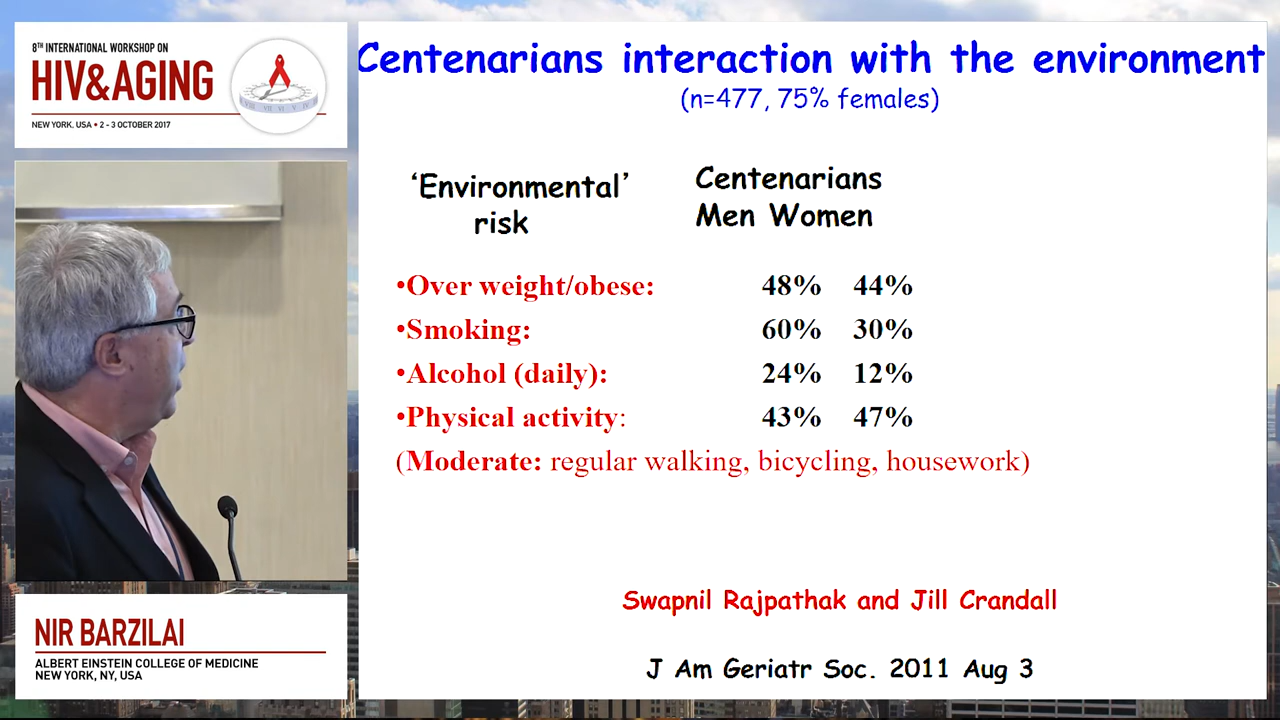 8TH INTERNATIONAL WORKSHOP ON
HIV&AGING
NEW YORK, USA • 2 - 3 OCTOBER 2017
NIR BARZILAI
ALBERT EINSTEIN COLLEGE OF MEDICINE
NEW YORK, NY, USA
Centenarians interaction with the environment
(n=477, 75% females)
‘Environmental’ risk
Centenarians
Men Women
•Over weight/obese: 48% 44%
•Smoking: 60% 30%
•Alcohol (daily): 24% 12%
•Physical activity: 43% 47%
(Moderate: regular walking, bicycling, housework)
Swapnil Rajpathak and Jill Crandall
J Am Geriatr Soc. 2011 Aug 3